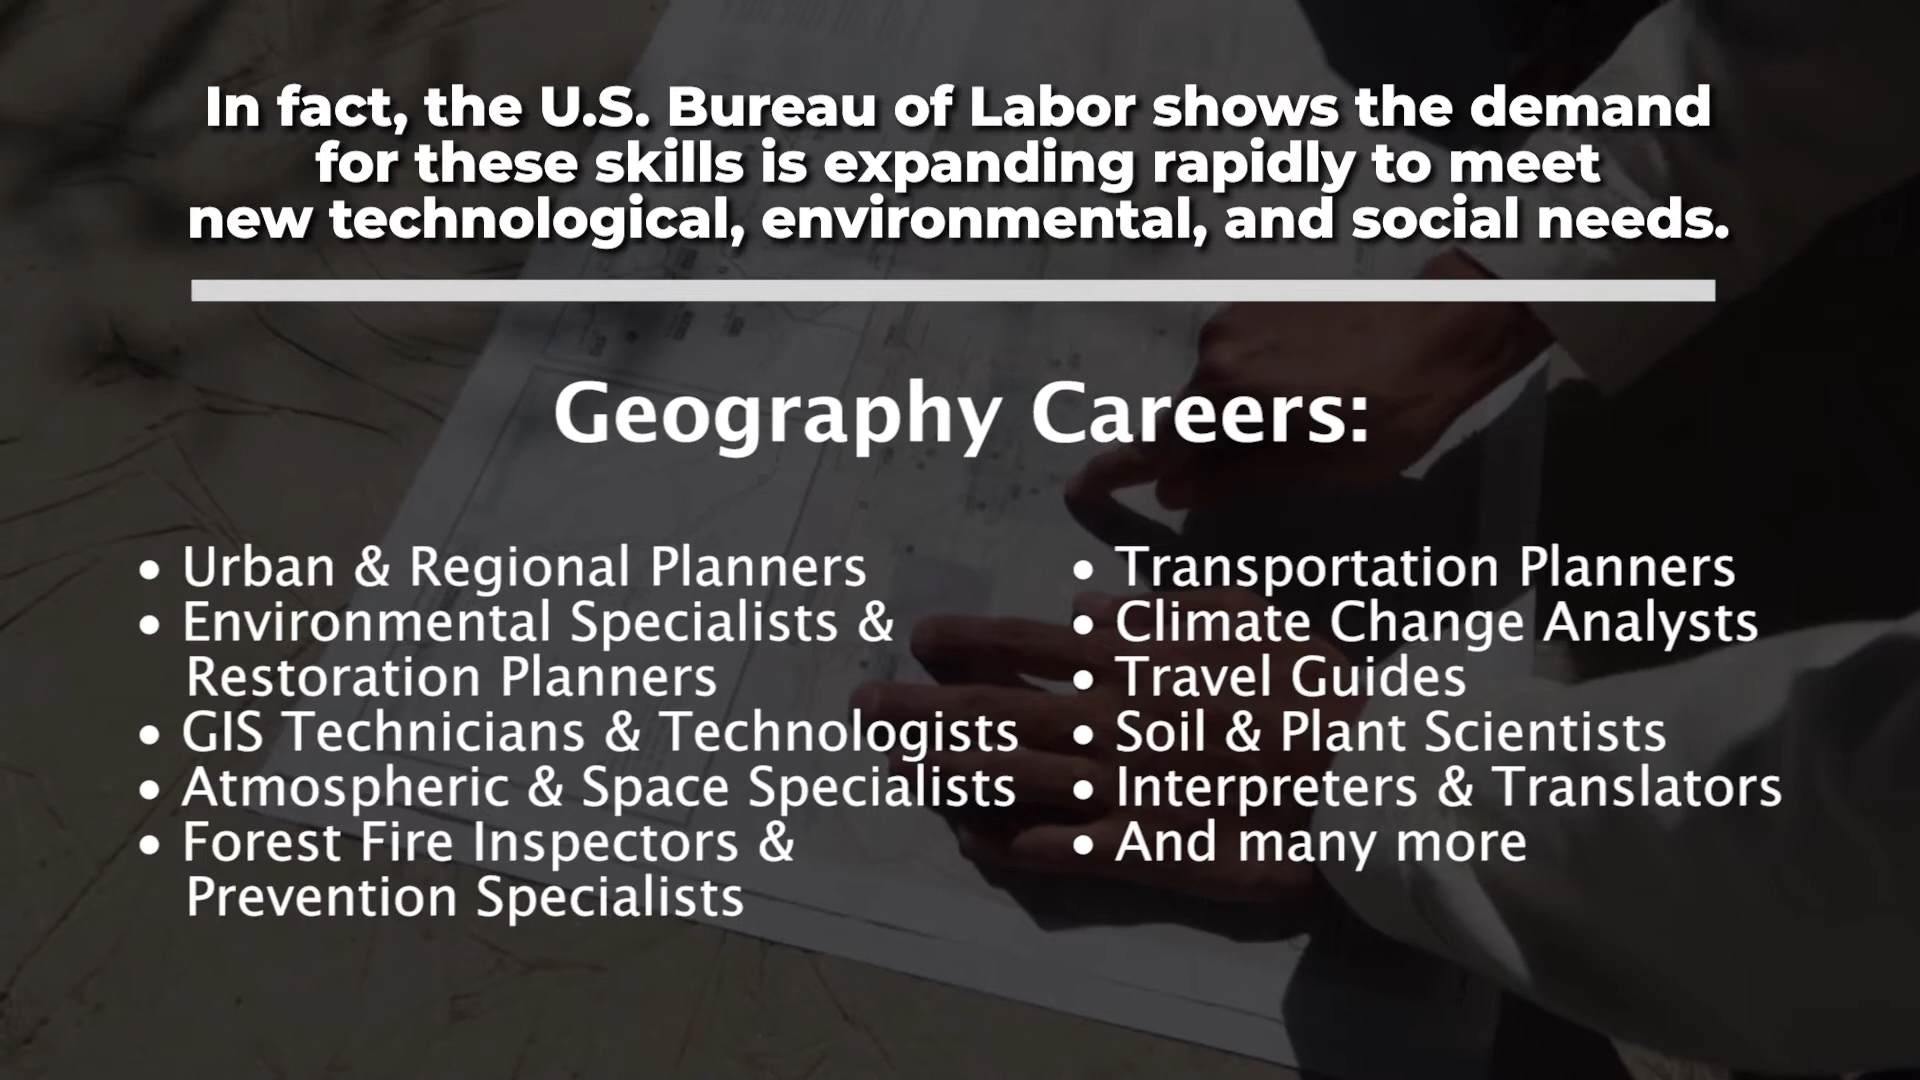 In fact, the U.S. Bureau of Labor shows the demand
for these skills is expanding rapidly to meet
new technological, environmental, and social needs.
Geography Careers:
• Urban & Regional Planners
• Environmental Specialists &
Restoration Planners
• GIS Technicians & Technologists
• Atmospheric & Space Specialists
• Forest Fire Inspectors &
Prevention Specialists
• Transportation Planners
• Climate Change Analysts
• Travel Guides
• Soil & Plant Scientists
• Interpreters & Translators
• And many more